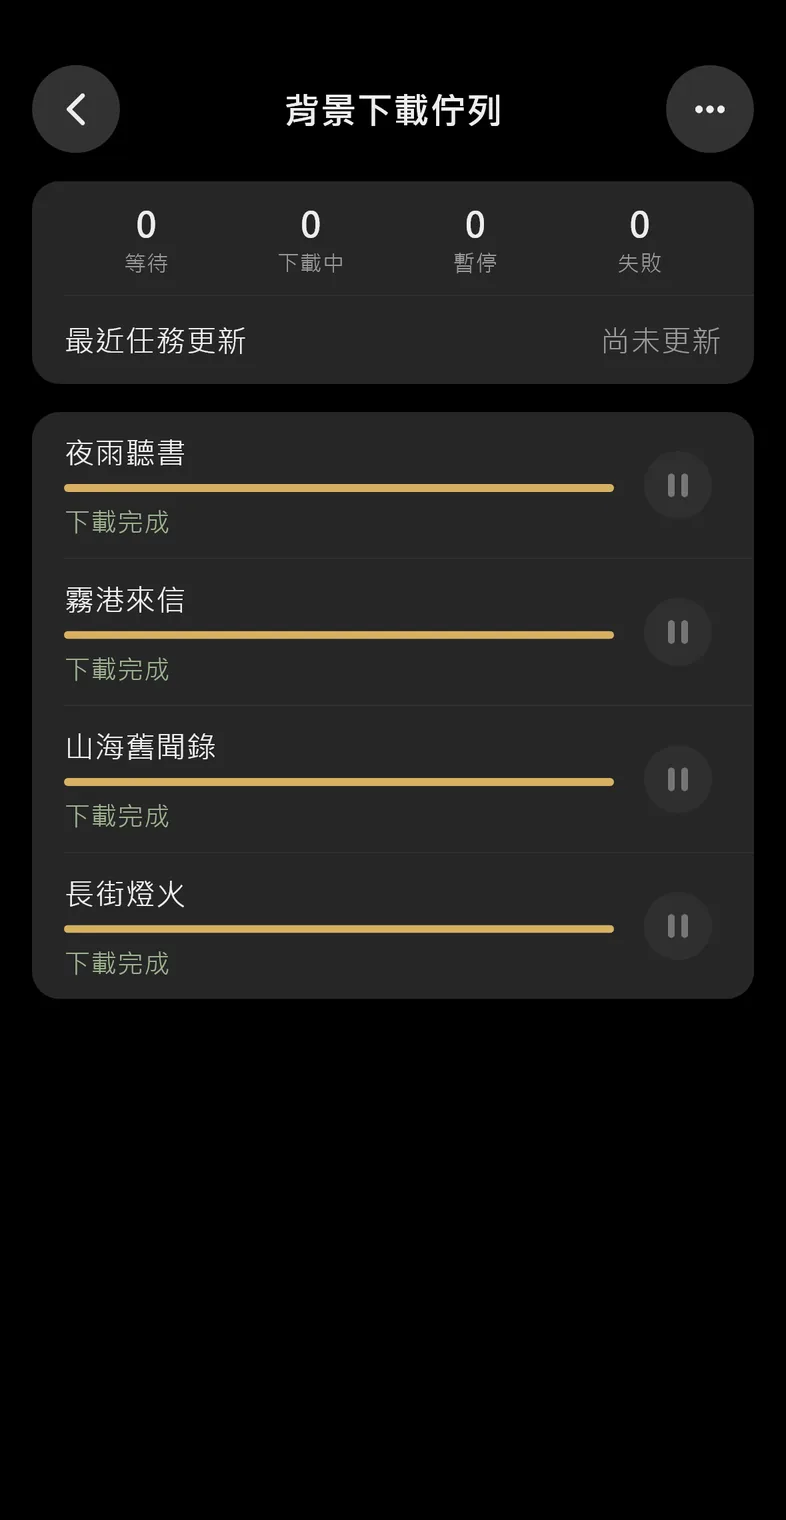 背景下載佇列
0 0 0 0
等待 下載中 暫停 失敗
最近任務更新 尚未更新
夜雨聽書
下載完成
霧港來信
下載完成
山海舊聞錄
下載完成
長街燈火
下載完成